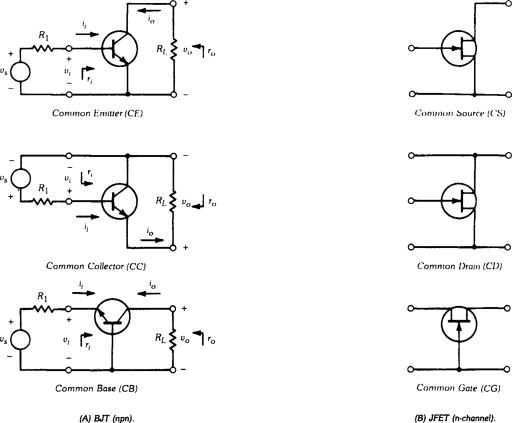 +
i_i
i_o
+
R_1
+
+
v_s
v_i
r_i
R_L
v_o
r_o
−
−
−
Common Emitter (CE)
Common Source (CS)
−
−
−
v_s
v_i
r_i
R_1
R_L
v_o
r_o
+
+
i_i
i_o
+
Common Collector (CC)
Common Drain (CD)
R_1
i_i
i_o
+
+
+
v_s
v_i
r_i
R_L
v_o
r_o
−
−
−
Common Base (CB)
Common Gate (CG)
(A) BJT (npn).
(B) JFET (n-channel).